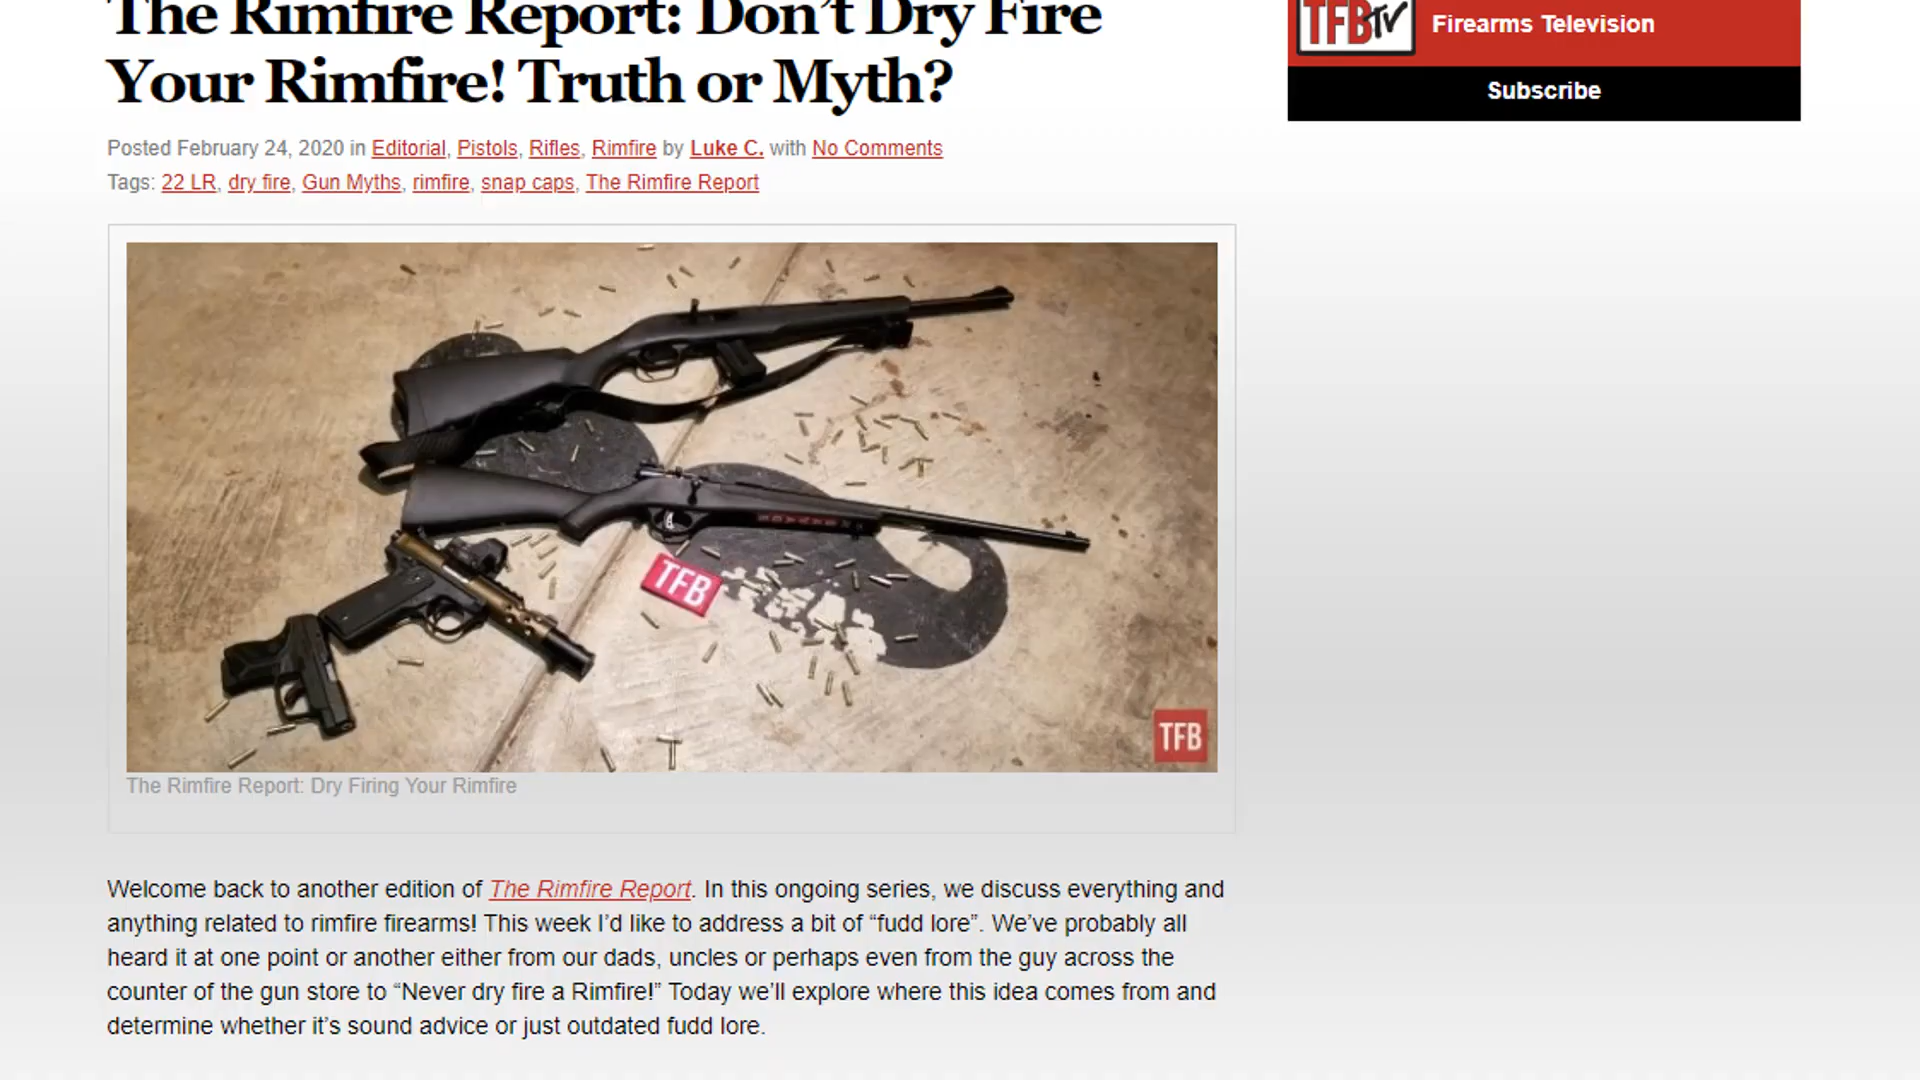 The Rimfire Report: Don't Dry Fire
Your Rimfire! Truth or Myth?
Posted February 24, 2020 in Editorial, Pistols, Rifles, Rimfire by Luke C. with No Comments
Tags: 22 LR, dry fire, Gun Myths, rimfire, snap caps, The Rimfire Report
TFBTV
Firearms Television
Subscribe
TFB
TFB
The Rimfire Report: Dry Firing Your Rimfire
Welcome back to another edition of The Rimfire Report. In this ongoing series, we discuss everything and
anything related to rimfire firearms! This week I'd like to address a bit of “fudd lore”. We've probably all
heard it at one point or another either from our dads, uncles or perhaps even from the guy across the
counter of the gun store to “Never dry fire a Rimfire!” Today we'll explore where this idea comes from and
determine whether it's sound advice or just outdated fudd lore.